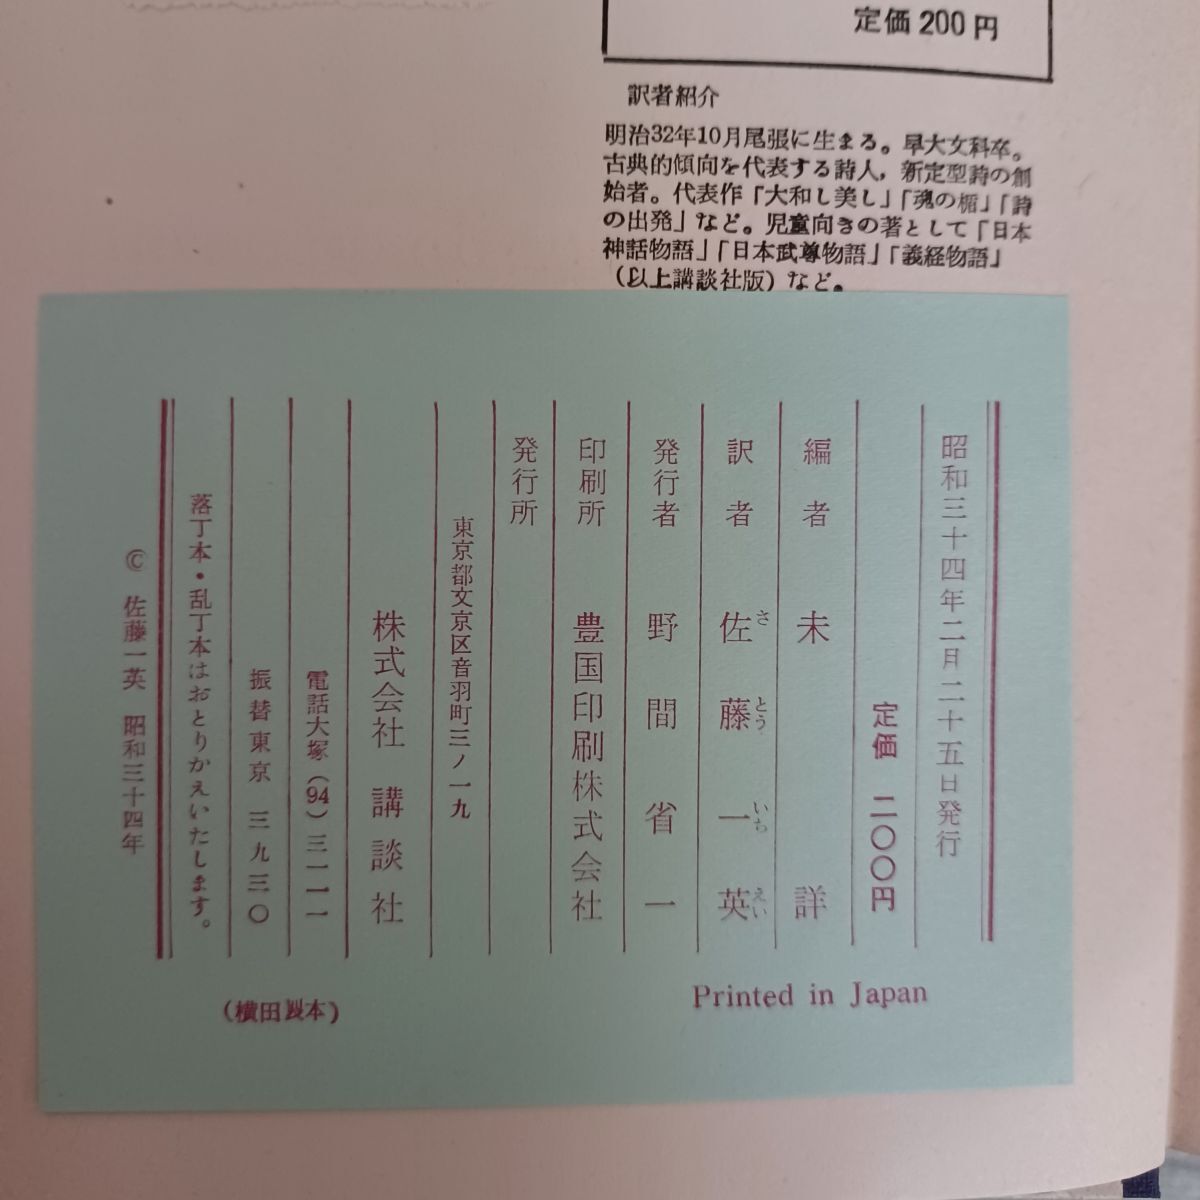 定価 200 円
訳者紹介
明治32年10月尾張に生まる。早大文科卒。
古典的傾向を代表する詩人，新定型詩の創
始者。代表作「大和し美し」「魂の楯」「詩
の出発」など。児童向きの著として「日本
神話物語」「日本武尊物語」「義経物語」
（以上講談社版）など。
昭和三十四年二月二十五日発行
定価 二〇〇円
編者 未詳
訳者 佐藤一英
さとういちえい
発行者 野間省一
印刷所 豊国印刷株式会社
発行所
東京都文京区音羽町三ノ一九
株式会社 講談社
電話大塚（94）三一一一
振替東京 三九三〇
落丁本・乱丁本はおとりかえいたします。
© 佐藤一英 昭和三十四年
Printed in Japan
（横田製本）